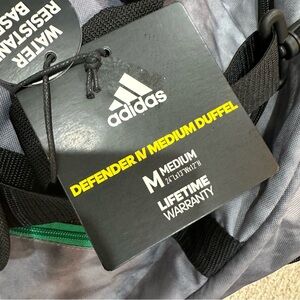 WATER
RESISTANT
BASE
adidas
DEFENDER IV MEDIUM DUFFEL
M MEDIUM
LIFETIME
WARRANTY